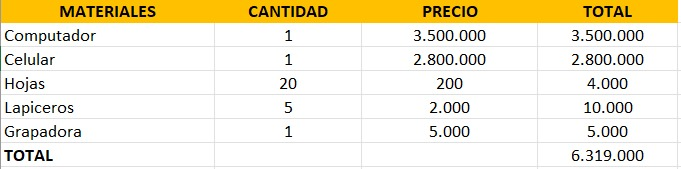 MATERIALES CANTIDAD PRECIO TOTAL
Computador 1 3.500.000 3.500.000
Celular 1 2.800.000 2.800.000
Hojas 20 200 4.000
Lapiceros 5 2.000 10.000
Grapadora 1 5.000 5.000
TOTAL 6.319.000